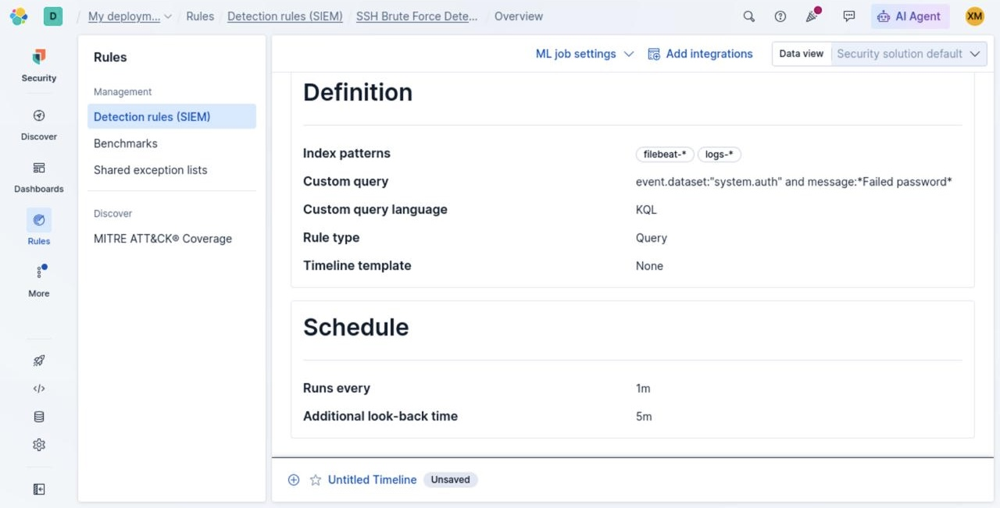 D / My deploym... / Rules / Detection rules (SIEM) / SSH Brute Force Dete... / Overview
AI Agent
XM
Security
Discover
Dashboards
Rules
More
Rules
Management
Detection rules (SIEM)
Benchmarks
Shared exception lists
Discover
MITRE ATT&CK® Coverage
ML job settings
Add integrations
Data view Security solution default
Definition
Index patterns filebeat-* logs-*
Custom query event.dataset:"system.auth" and message:*Failed password*
Custom query language KQL
Rule type Query
Timeline template None
Schedule
Runs every 1m
Additional look-back time 5m
Untitled Timeline Unsaved